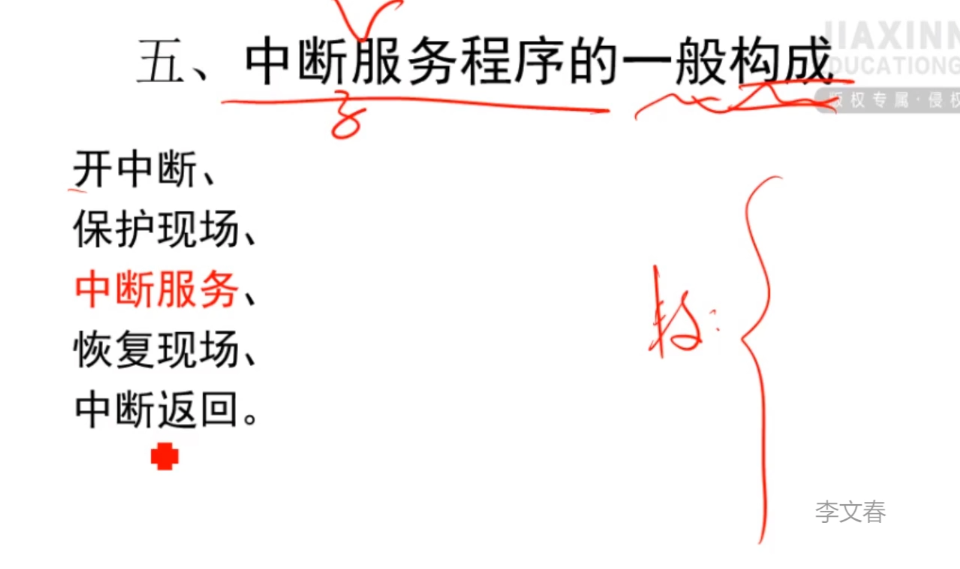 五、中断服务程序的一般构成
JIAXINN
DUCATIONG
版权专属·侵权
开中断、
保护现场、
中断服务、
恢复现场、
中断返回。
李文春